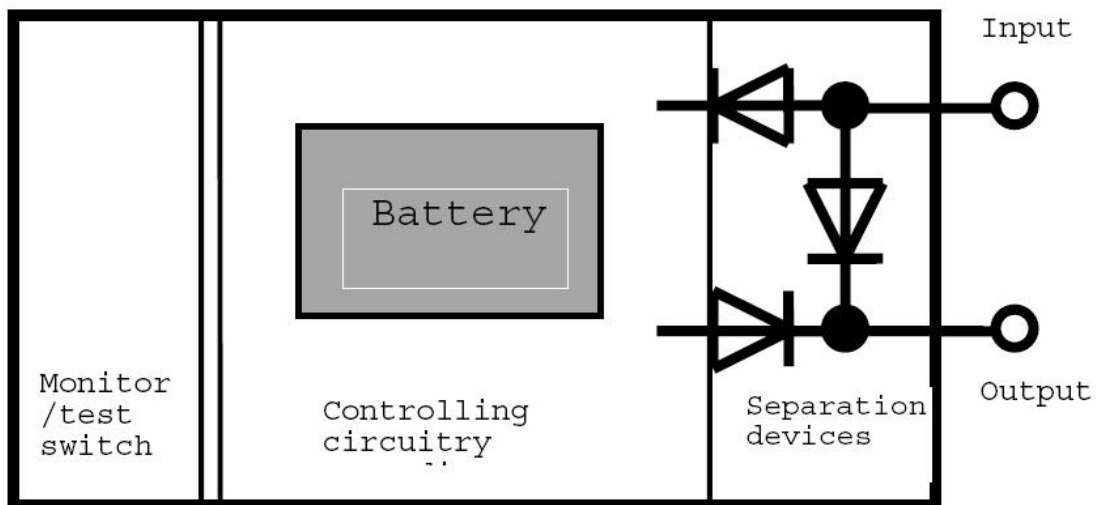 Input
Battery
Monitor
/test
switch
Controlling
circuitry
Separation
devices
Output